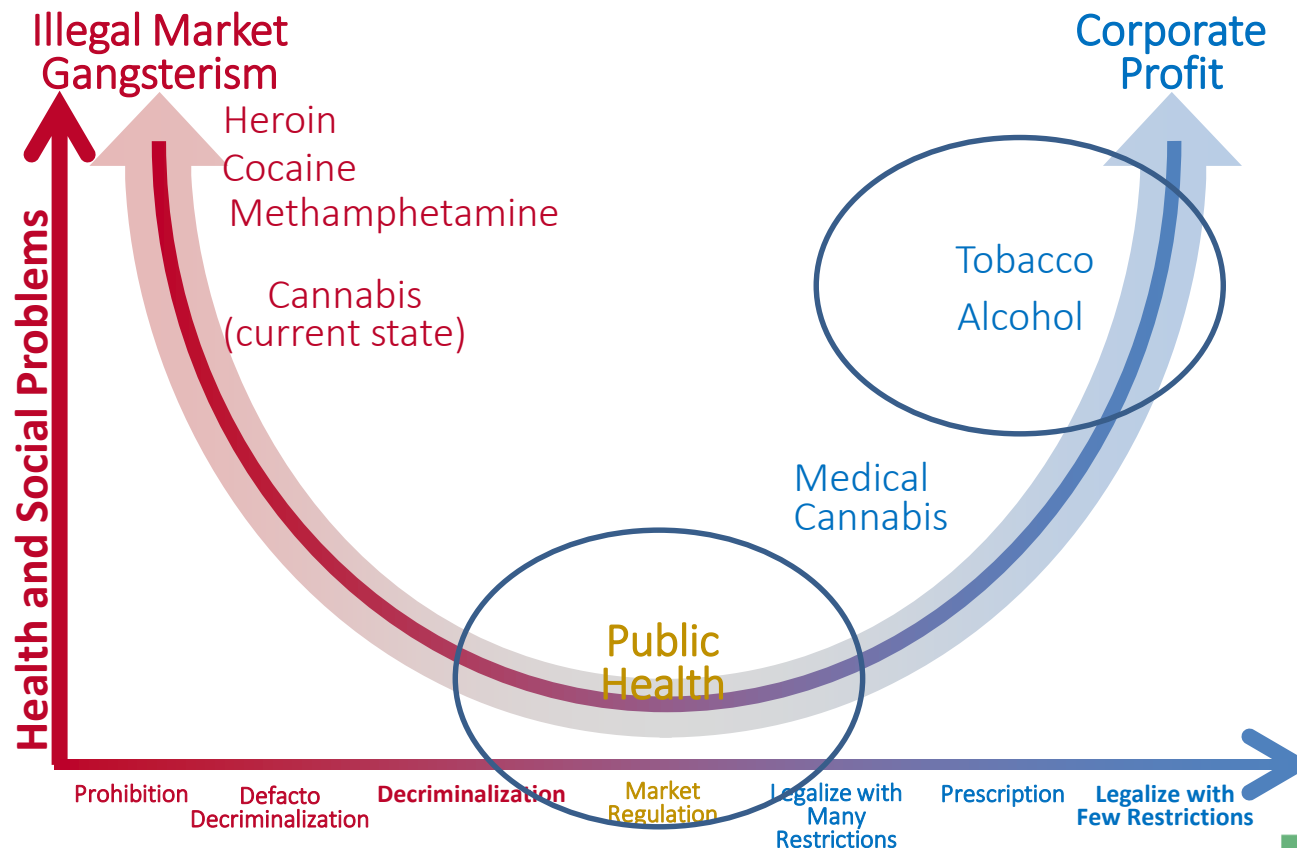 Illegal Market
Gangsterism
Corporate
Profit
Heroin
Cocaine
Methamphetamine
Cannabis
(current state)
Tobacco
Alcohol
Medical
Cannabis
Public
Health
Health and Social Problems
Prohibition
Defacto
Decriminalization
Decriminalization
Market
Regulation
Legalize with
Many
Restrictions
Prescription
Legalize with
Few Restrictions